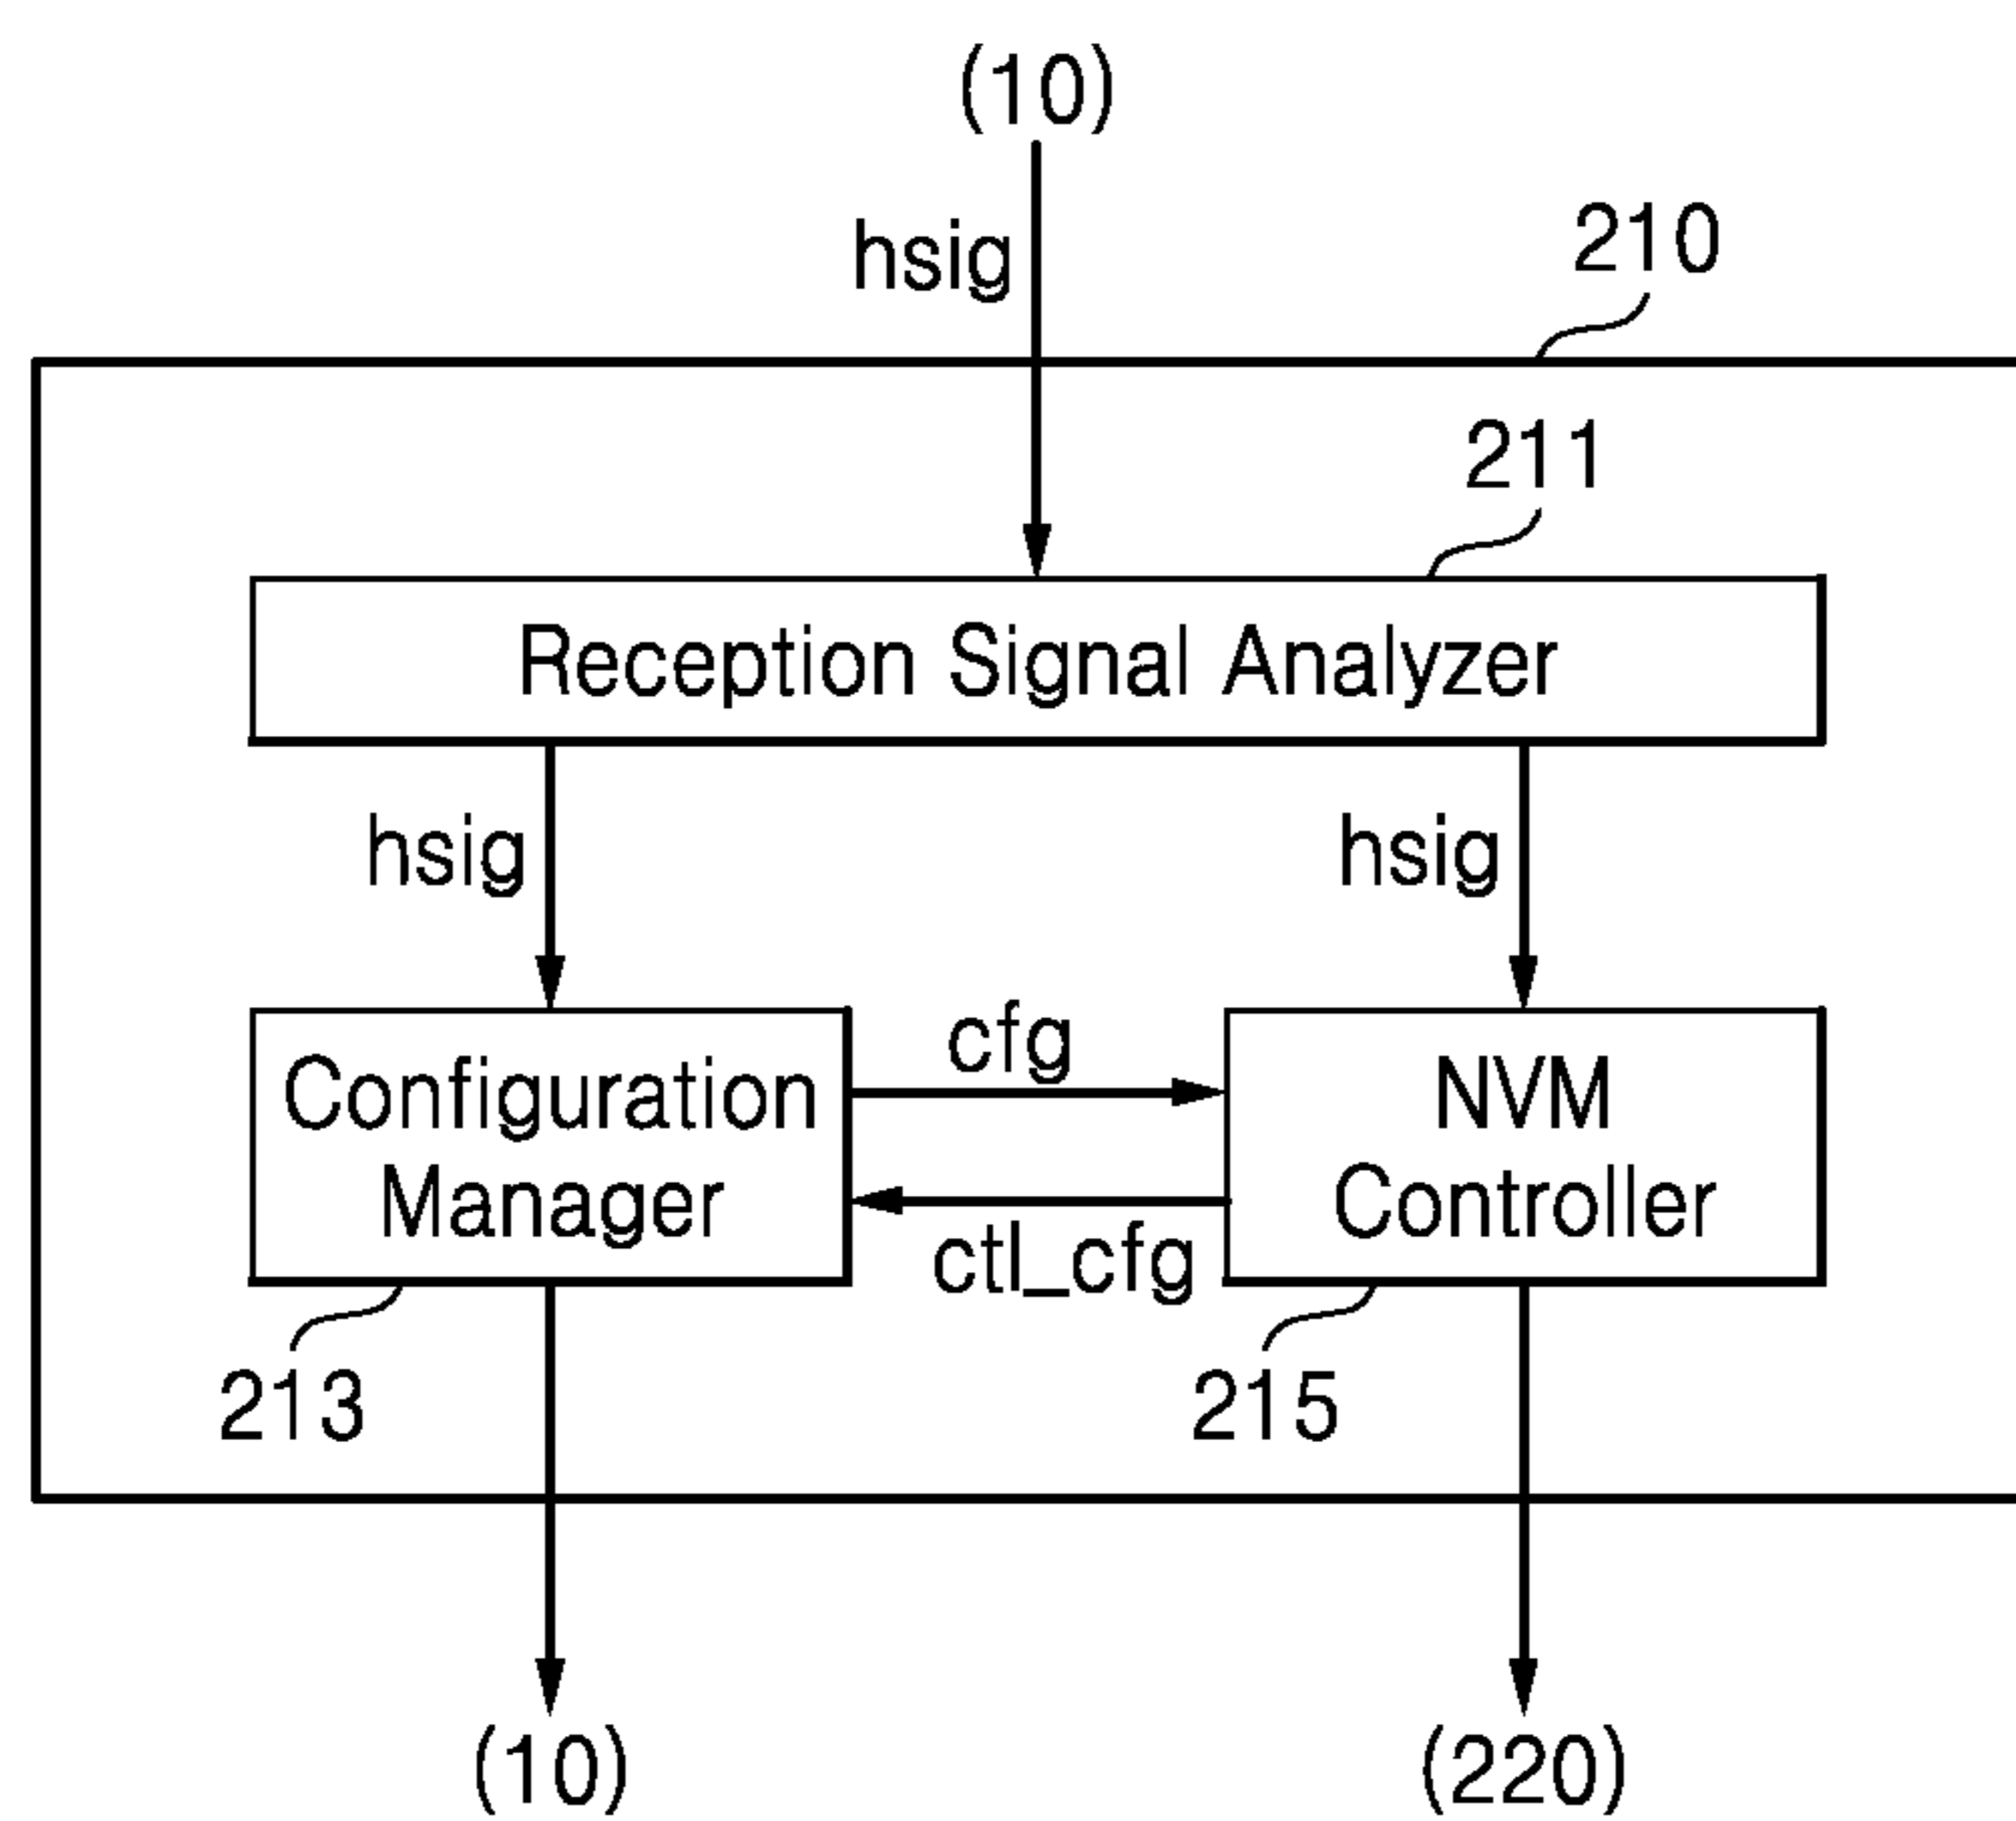 (10)
hsig
210
211
Reception Signal Analyzer
hsig
hsig
cfg
Configuration
Manager
NVM
Controller
ctl_cfg
213
215
(10)
(220)